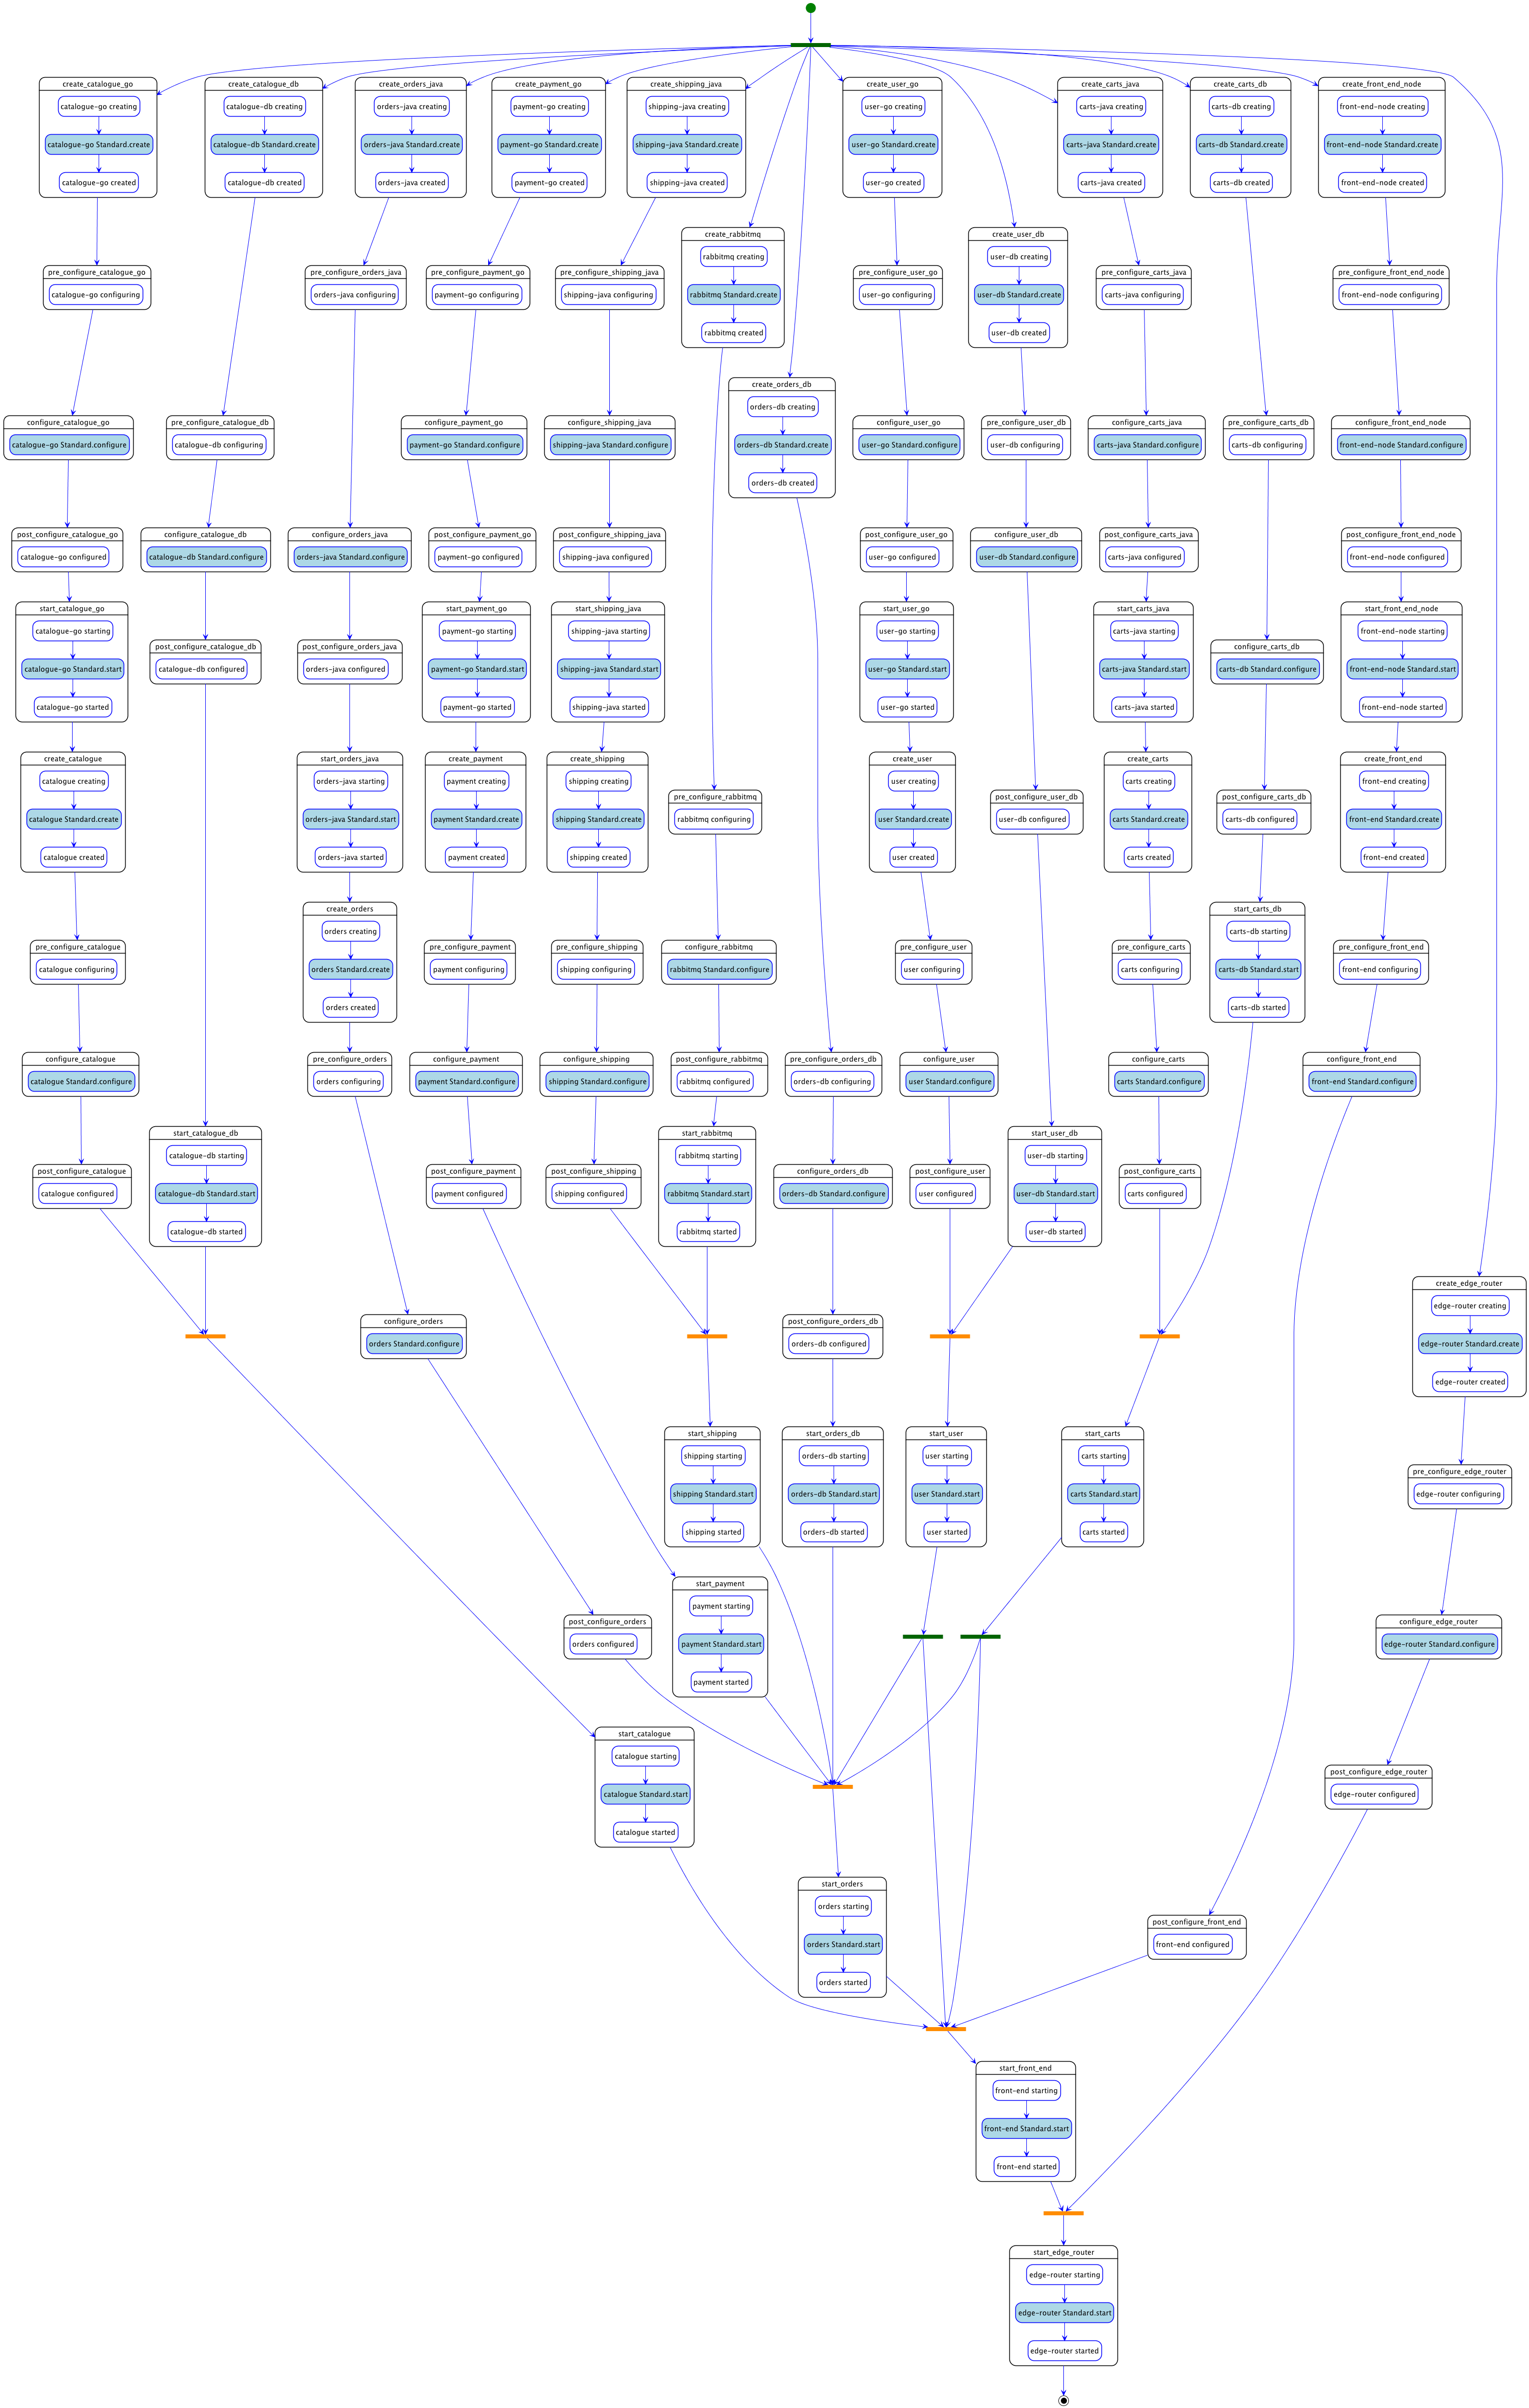 create_catalogue_go
catalogue-go creating
catalogue-go Standard.create
catalogue-go created
create_catalogue_db
catalogue-db creating
catalogue-db Standard.create
catalogue-db created
create_orders_java
orders-java creating
orders-java Standard.create
orders-java created
create_payment_go
payment-go creating
payment-go Standard.create
payment-go created
create_shipping_java
shipping-java creating
shipping-java Standard.create
shipping-java created
create_user_go
user-go creating
user-go Standard.create
user-go created
create_carts_java
carts-java creating
carts-java Standard.create
carts-java created
create_carts_db
carts-db creating
carts-db Standard.create
carts-db created
create_front_end_node
front-end-node creating
front-end-node Standard.create
front-end-node created
create_rabbitmq
rabbitmq creating
rabbitmq Standard.create
rabbitmq created
create_user_db
user-db creating
user-db Standard.create
user-db created
pre_configure_catalogue_go
catalogue-go configuring
pre_configure_orders_java
orders-java configuring
pre_configure_payment_go
payment-go configuring
pre_configure_shipping_java
shipping-java configuring
pre_configure_user_go
user-go configuring
pre_configure_carts_java
carts-java configuring
pre_configure_front_end_node
front-end-node configuring
create_orders_db
orders-db creating
orders-db Standard.create
orders-db created
configure_catalogue_go
catalogue-go Standard.configure
pre_configure_catalogue_db
catalogue-db configuring
configure_payment_go
payment-go Standard.configure
configure_shipping_java
shipping-java Standard.configure
configure_user_go
user-go Standard.configure
pre_configure_user_db
user-db configuring
configure_carts_java
carts-java Standard.configure
pre_configure_carts_db
carts-db configuring
configure_front_end_node
front-end-node Standard.configure
post_configure_catalogue_go
catalogue-go configured
configure_catalogue_db
catalogue-db Standard.configure
configure_orders_java
orders-java Standard.configure
post_configure_payment_go
payment-go configured
post_configure_shipping_java
shipping-java configured
post_configure_user_go
user-go configured
configure_user_db
user-db Standard.configure
post_configure_carts_java
carts-java configured
post_configure_front_end_node
front-end-node configured
start_catalogue_go
catalogue-go starting
catalogue-go Standard.start
catalogue-go started
post_configure_catalogue_db
catalogue-db configured
post_configure_orders_java
orders-java configured
start_payment_go
payment-go starting
payment-go Standard.start
payment-go started
start_shipping_java
shipping-java starting
shipping-java Standard.start
shipping-java started
start_user_go
user-go starting
user-go Standard.start
user-go started
start_carts_java
carts-java starting
carts-java Standard.start
carts-java started
configure_carts_db
carts-db Standard.configure
start_front_end_node
front-end-node starting
front-end-node Standard.start
front-end-node started
create_catalogue
catalogue creating
catalogue Standard.create
catalogue created
start_orders_java
orders-java starting
orders-java Standard.start
orders-java started
create_payment
payment creating
payment Standard.create
payment created
create_shipping
shipping creating
shipping Standard.create
shipping created
pre_configure_rabbitmq
rabbitmq configuring
create_user
user creating
user Standard.create
user created
post_configure_user_db
user-db configured
create_carts
carts creating
carts Standard.create
carts created
post_configure_carts_db
carts-db configured
create_front_end
front-end creating
front-end Standard.create
front-end created
create_orders
orders creating
orders Standard.create
orders created
start_carts_db
carts-db starting
carts-db Standard.start
carts-db started
pre_configure_catalogue
catalogue configuring
pre_configure_payment
payment configuring
pre_configure_shipping
shipping configuring
configure_rabbitmq
rabbitmq Standard.configure
pre_configure_user
user configuring
pre_configure_carts
carts configuring
pre_configure_front_end
front-end configuring
configure_catalogue
catalogue Standard.configure
pre_configure_orders
orders configuring
configure_payment
payment Standard.configure
configure_shipping
shipping Standard.configure
post_configure_rabbitmq
rabbitmq configured
pre_configure_orders_db
orders-db configuring
configure_user
user Standard.configure
configure_carts
carts Standard.configure
configure_front_end
front-end Standard.configure
start_catalogue_db
catalogue-db starting
catalogue-db Standard.start
catalogue-db started
start_rabbitmq
rabbitmq starting
rabbitmq Standard.start
rabbitmq started
start_user_db
user-db starting
user-db Standard.start
user-db started
post_configure_catalogue
catalogue configured
post_configure_payment
payment configured
post_configure_shipping
shipping configured
configure_orders_db
orders-db Standard.configure
post_configure_user
user configured
post_configure_carts
carts configured
create_edge_router
edge-router creating
edge-router Standard.create
edge-router created
configure_orders
orders Standard.configure
post_configure_orders_db
orders-db configured
start_shipping
shipping starting
shipping Standard.start
shipping started
start_orders_db
orders-db starting
orders-db Standard.start
orders-db started
start_user
user starting
user Standard.start
user started
start_carts
carts starting
carts Standard.start
carts started
pre_configure_edge_router
edge-router configuring
start_payment
payment starting
payment Standard.start
payment started
post_configure_orders
orders configured
configure_edge_router
edge-router Standard.configure
start_catalogue
catalogue starting
catalogue Standard.start
catalogue started
post_configure_edge_router
edge-router configured
start_orders
orders starting
orders Standard.start
orders started
post_configure_front_end
front-end configured
start_front_end
front-end starting
front-end Standard.start
front-end started
start_edge_router
edge-router starting
edge-router Standard.start
edge-router started